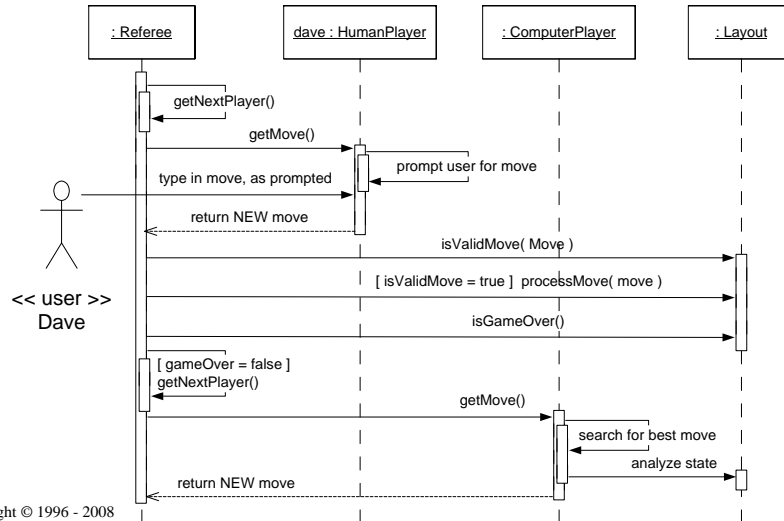 : Referee
dave : HumanPlayer
: ComputerPlayer
: Layout
getNextPlayer()
getMove()
prompt user for move
type in move, as prompted
return NEW move
isValidMove( Move )
[ isValidMove = true ] processMove( move )
<< user >>
Dave
isGameOver()
[ gameOver = false ]
getNextPlayer()
getMove()
search for best move
analyze state
return NEW move
© 1996 - 2008